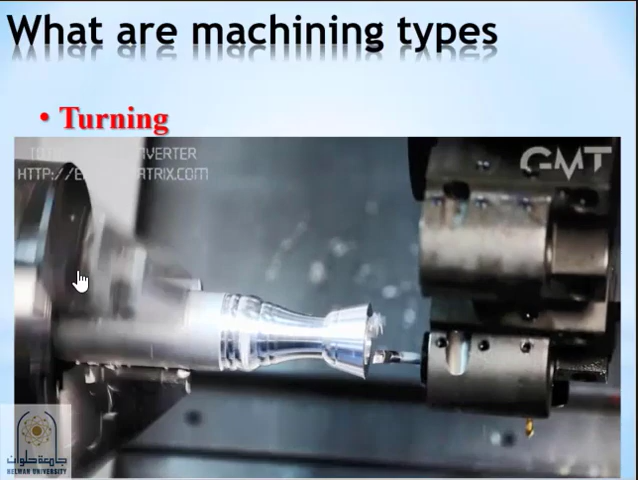 What are machining types
• Turning
GMT
جامعة حلوان
HELWAN UNIVERSITY